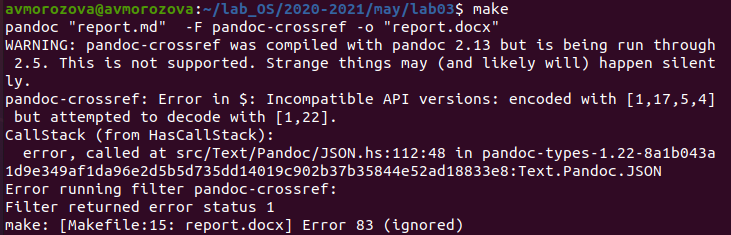 avmorozova@avmorozova:~/lab_OS/2020-2021/may/lab03$ make
pandoc "report.md"  -F pandoc-crossref -o "report.docx"
WARNING: pandoc-crossref was compiled with pandoc 2.13 but is being run through
 2.5. This is not supported. Strange things may (and likely will) happen silent
ly.
pandoc-crossref: Error in $: Incompatible API versions: encoded with [1,17,5,4]
 but attempted to decode with [1,22].
CallStack (from HasCallStack):
  error, called at src/Text/Pandoc/JSON.hs:112:48 in pandoc-types-1.22-8a1b043a
1d9e349af1da96e2d5b5d735dd14019c902b37b35844e52ad18833e8:Text.Pandoc.JSON
Error running filter pandoc-crossref:
Filter returned error status 1
make: [Makefile:15: report.docx] Error 83 (ignored)